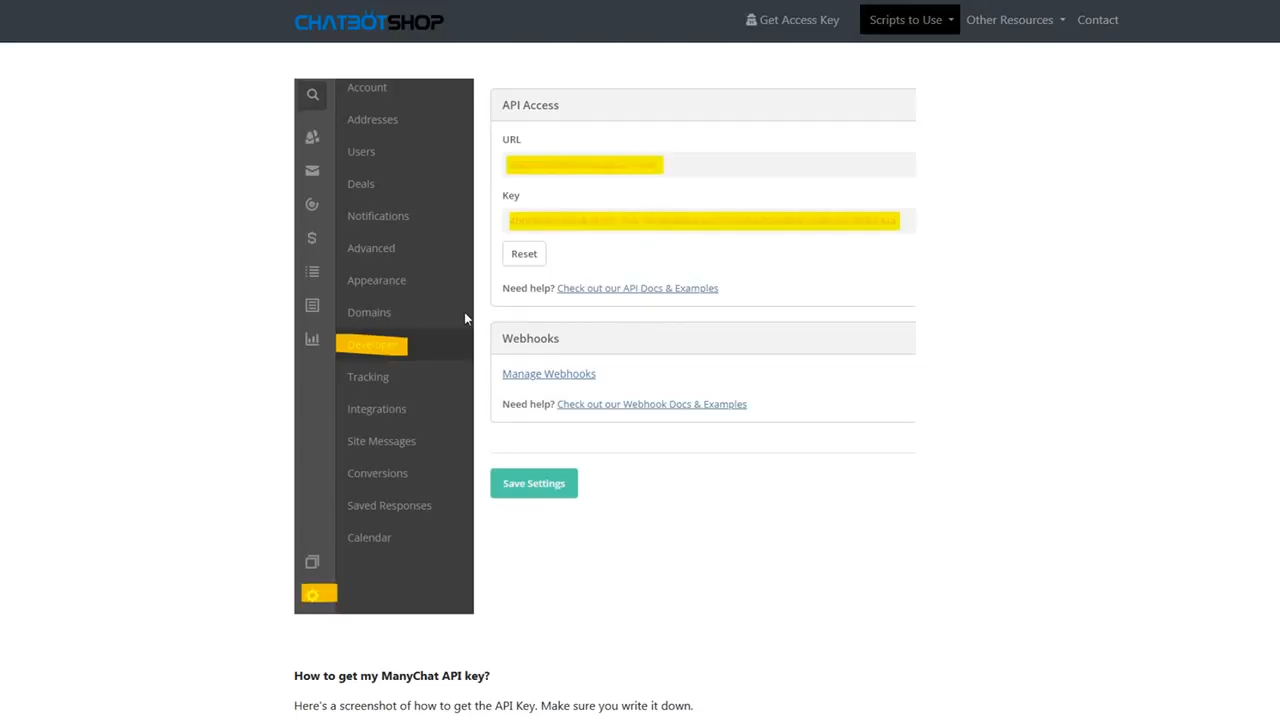 CHATBOTSHOP
Get Access Key
Scripts to Use
Other Resources
Contact
Account
Addresses
Users
Deals
Notifications
Advanced
Appearance
Domains
Developer
Tracking
Integrations
Site Messages
Conversions
Saved Responses
Calendar
API Access
URL
Key
Reset
Need help? Check out our API Docs & Examples
Webhooks
Manage Webhooks
Need help? Check out our Webhook Docs & Examples
Save Settings
How to get my ManyChat API key?
Here's a screenshot of how to get the API Key. Make sure you write it down.